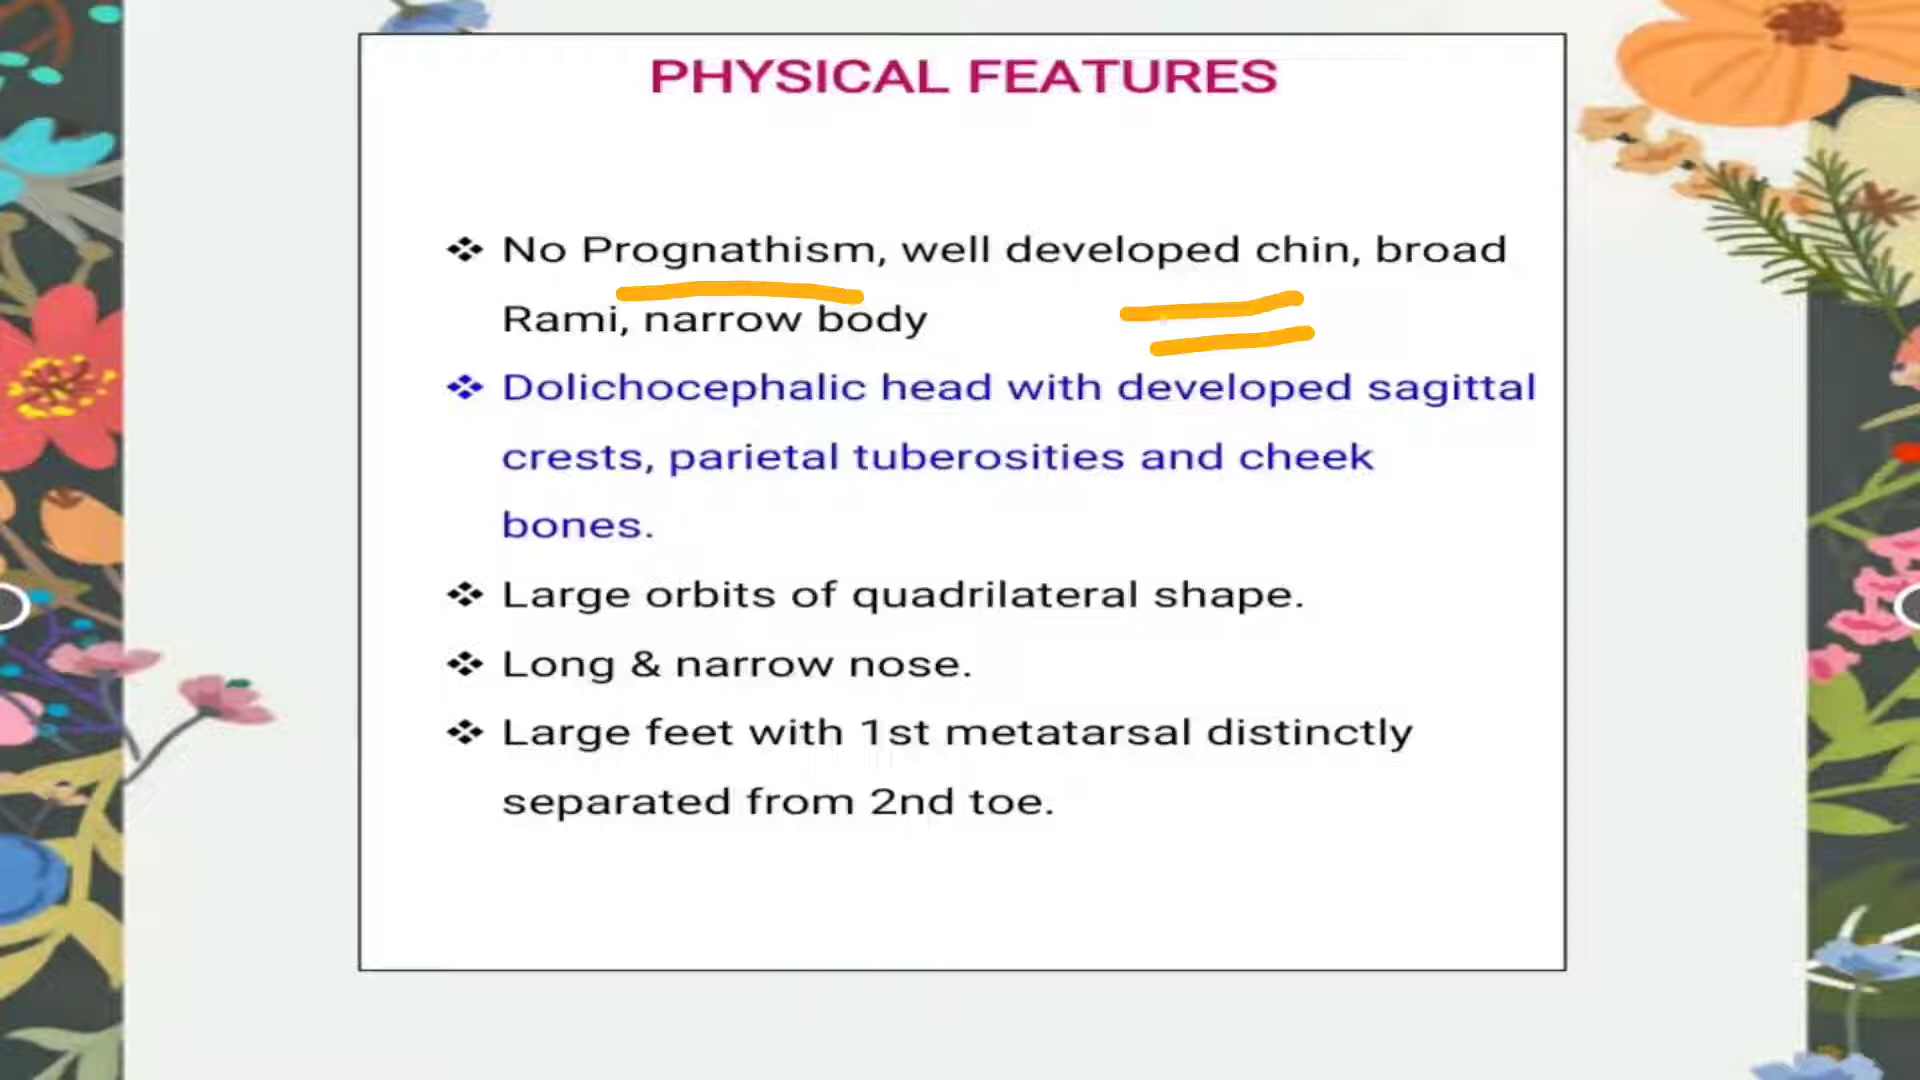 PHYSICAL FEATURES
❖ No Prognathism, well developed chin, broad
Rami, narrow body
❖ Dolichocephalic head with developed sagittal
crests, parietal tuberosities and cheek
bones.
❖ Large orbits of quadrilateral shape.
❖ Long & narrow nose.
❖ Large feet with 1st metatarsal distinctly
separated from 2nd toe.